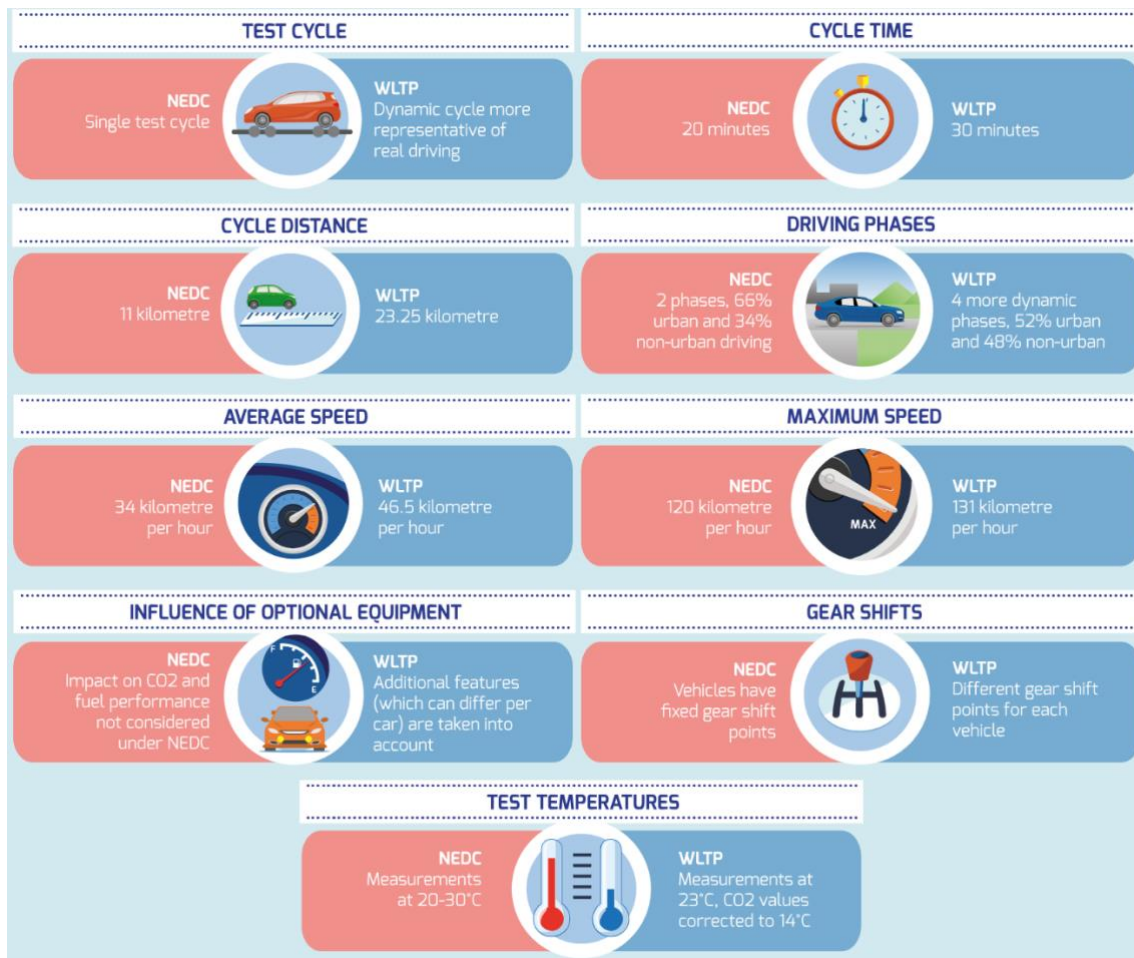 TEST CYCLE
NEDC
Single test cycle
WLTP
Dynamic cycle more
representative of
real driving
CYCLE TIME
NEDC
20 minutes
WLTP
30 minutes
CYCLE DISTANCE
NEDC
11 kilometre
WLTP
23.25 kilometre
DRIVING PHASES
NEDC
2 phases, 66%
urban and 34%
non-urban driving
WLTP
4 more dynamic
phases, 52% urban
and 48% non-urban
AVERAGE SPEED
NEDC
34 kilometre
per hour
WLTP
46.5 kilometre
per hour
MAXIMUM SPEED
NEDC
120 kilometre
per hour
MAX
WLTP
131 kilometre
per hour
INFLUENCE OF OPTIONAL EQUIPMENT
NEDC
Impact on CO2 and
fuel performance
not considered
under NEDC
F
E
WLTP
Additional features
(which can differ per
car) are taken into
account
GEAR SHIFTS
NEDC
Vehicles have
fixed gear shift
points
WLTP
Different gear shift
points for each
vehicle
TEST TEMPERATURES
NEDC
Measurements
at 20-30°C
WLTP
Measurements at
23°C, CO2 values
corrected to 14°C